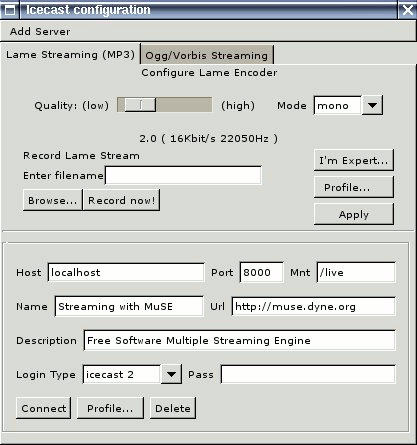 Icecast configuration
Add Server
Lame Streaming (MP3) Ogg/Vorbis Streaming
Configure Lame Encoder
Quality: (low) (high) Mode mono
2.0 ( 16Kbit/s 22050Hz )
Record Lame Stream
I'm Expert...
Enter filename
Profile...
Browse... Record now!
Apply
Host localhost Port 8000 Mnt /live
Name Streaming with MuSE Url http://muse.dyne.org
Description Free Software Multiple Streaming Engine
Login Type icecast 2 Pass
Connect Profile... Delete